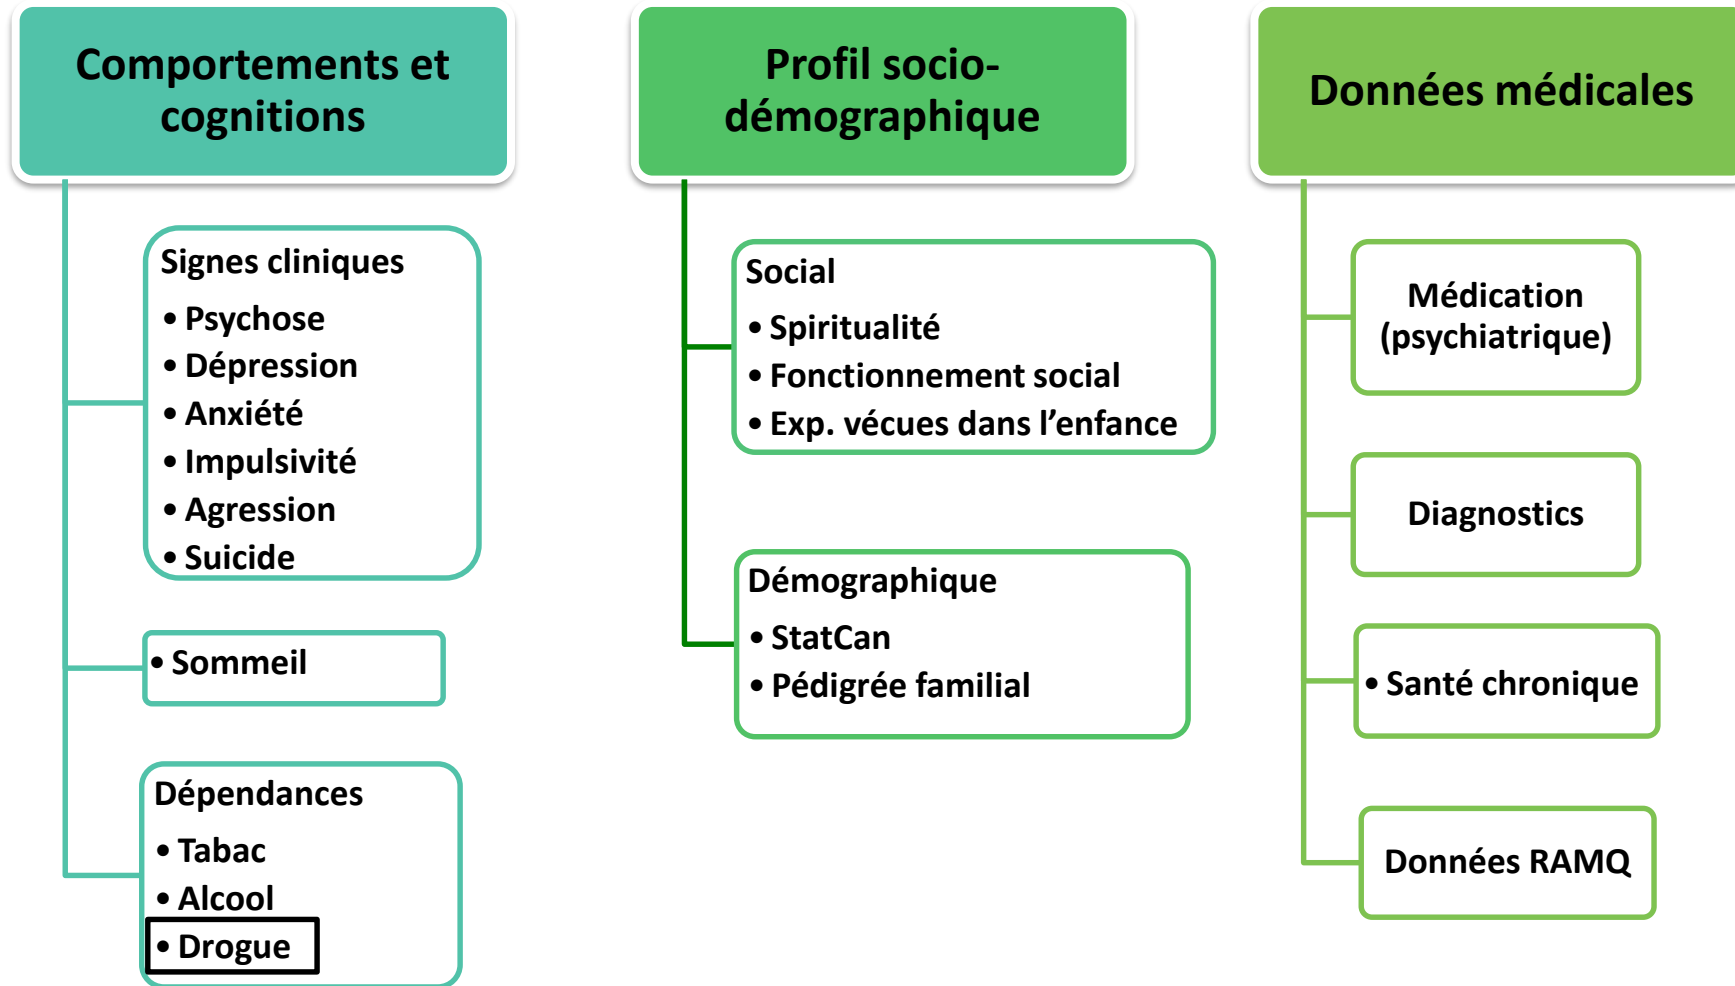 Comportements et
cognitions
Signes cliniques
• Psychose
• Dépression
• Anxiété
• Impulsivité
• Agression
• Suicide
• Sommeil
Dépendances
• Tabac
• Alcool
• Drogue
Profil socio-
démographique
Social
• Spiritualité
• Fonctionnement social
• Exp. vécues dans l’enfance
Démographique
• StatCan
• Pédigrée familial
Données médicales
Médication
(psychiatrique)
Diagnostics
• Santé chronique
Données RAMQ